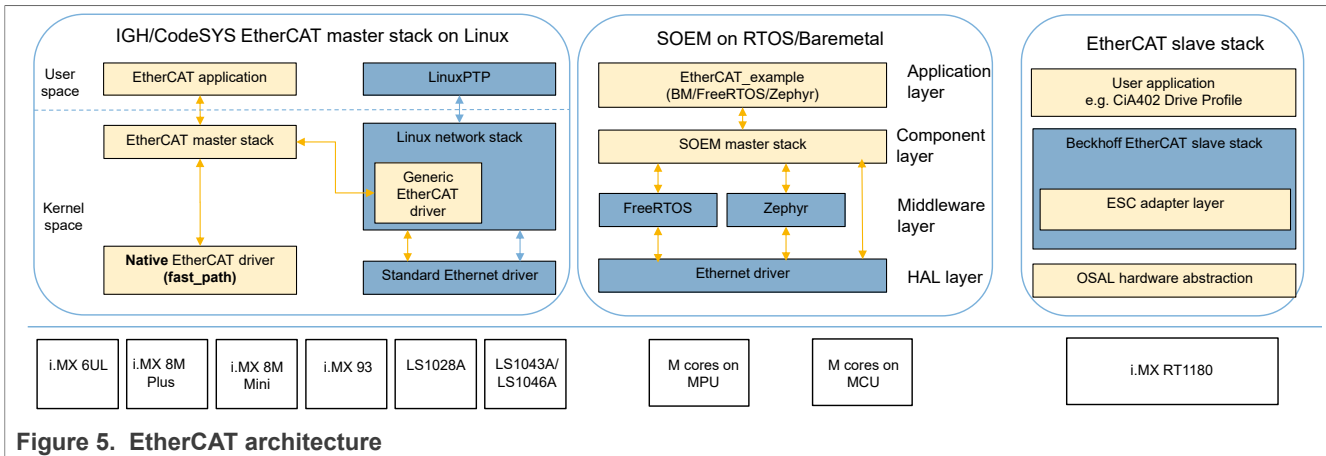 IGH/CodeSYS EtherCAT master stack on Linux
User
space
EtherCAT application
LinuxPTP
EtherCAT master stack
Linux network stack
Generic
EtherCAT
driver
Kernel
space
Native EtherCAT driver
(fast_path)
Standard Ethernet driver
SOEM on RTOS/Baremetal
EtherCAT_example
(BM/FreeRTOS/Zephyr)
Application
layer
SOEM master stack
Component
layer
FreeRTOS
Zephyr
Middleware
layer
Ethernet driver
HAL layer
EtherCAT slave stack
User application
e.g. CiA402 Drive Profile
Beckhoff EtherCAT slave stack
ESC adapter layer
OSAL hardware abstraction
i.MX 6UL
i.MX 8M
Plus
i.MX 8M
Mini
i.MX 93
LS1028A
LS1043A/
LS1046A
M cores on
MPU
M cores on
MCU
i.MX RT1180
Figure 5. EtherCAT architecture